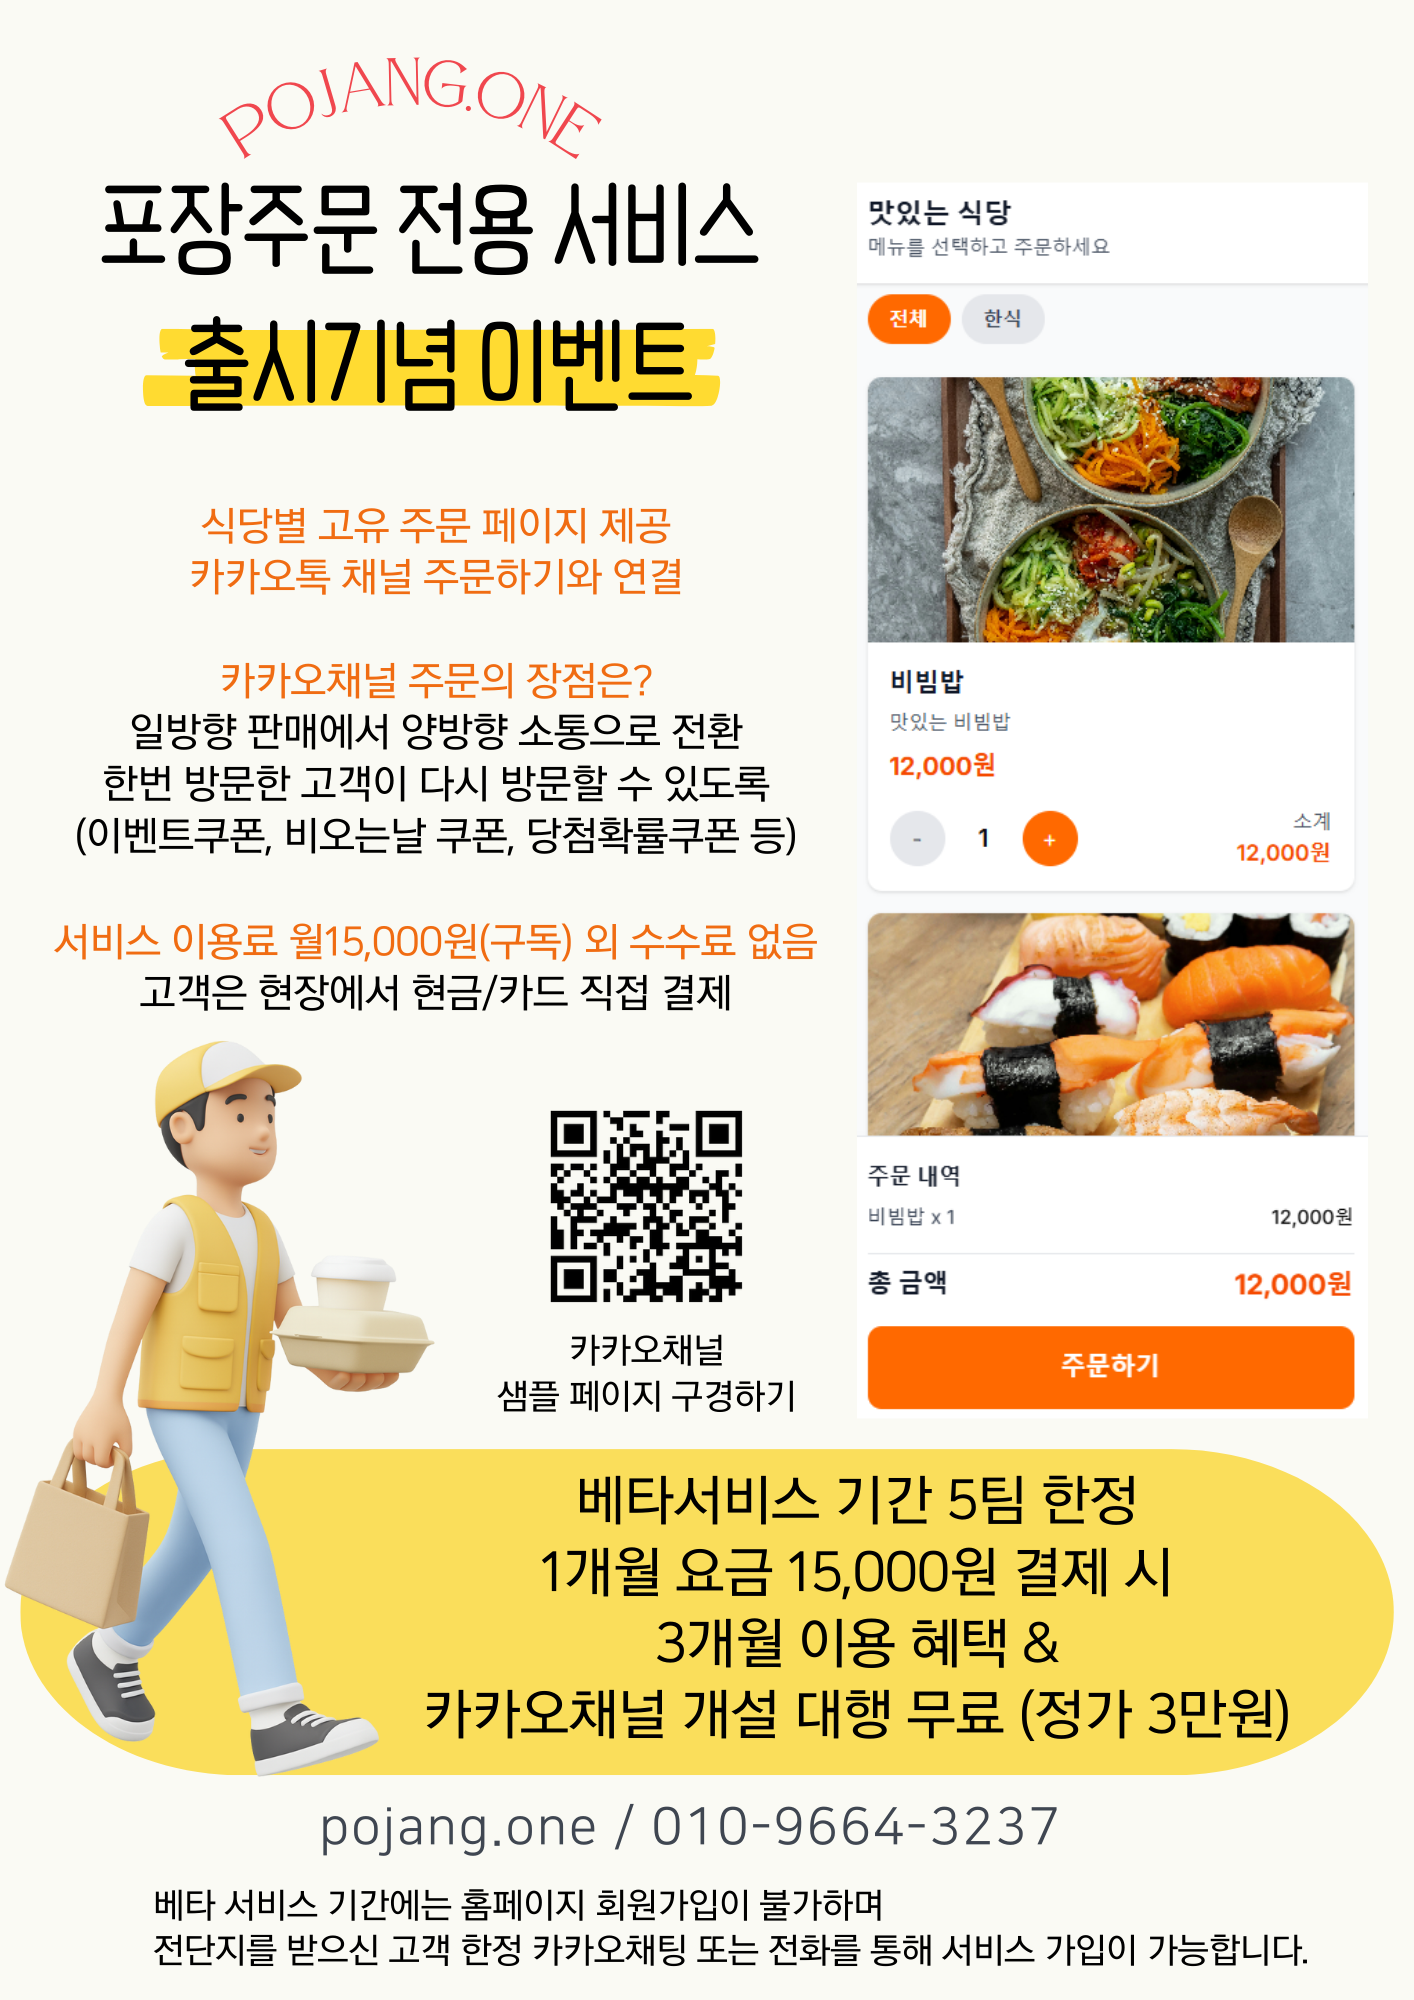 POJANG.ONE
포장주문 전용 서비스
출시기념 이벤트
식당별 고유 주문 페이지 제공
카카오톡 채널 주문하기와 연결
카카오채널 주문의 장점은?
일방향 판매에서 양방향 소통으로 전환
한번 방문한 고객이 다시 방문할 수 있도록
(이벤트쿠폰, 비오는날 쿠폰, 당첨확률쿠폰 등)
서비스 이용료 월15,000원(구독) 외 수수료 없음
고객은 현장에서 현금/카드 직접 결제
카카오채널
샘플 페이지 구경하기
맛있는 식당
메뉴를 선택하고 주문하세요
전체 한식
비빔밥
맛있는 비빔밥
12,000원
- 1 +
소계
12,000원
주문 내역
비빔밥 x 1 12,000원
총 금액 12,000원
주문하기
베타서비스 기간 5팀 한정
1개월 요금 15,000원 결제 시
3개월 이용 혜택 &
카카오채널 개설 대행 무료 (정가 3만원)
pojang.one / 010-9664-3237
베타 서비스 기간에는 홈페이지 회원가입이 불가하며
전단지를 받으신 고객 한정 카카오채팅 또는 전화를 통해 서비스 가입이 가능합니다.